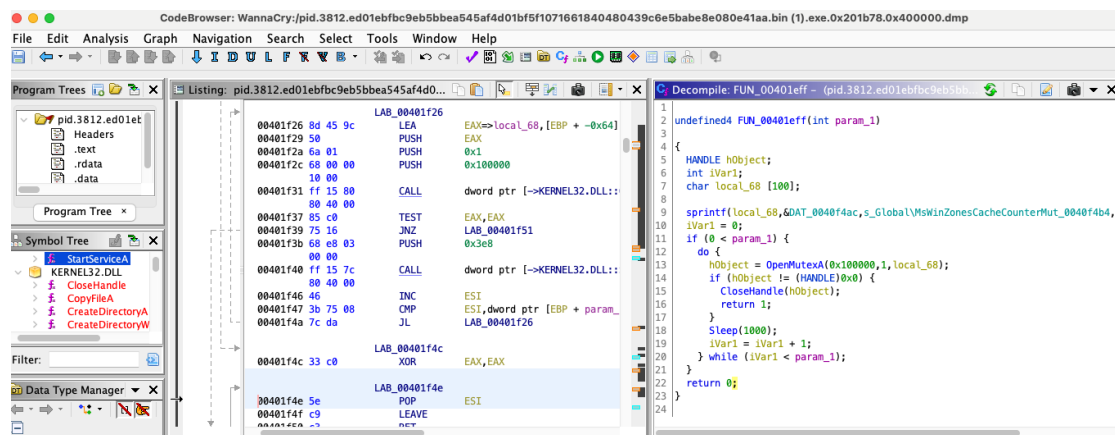 CodeBrowser: WannaCry:/pid.3812.ed01ebfbc9eb5bbea545af4d01bf5f1071661840480439c6e5babe8e080e41aa.bin (1).exe.0x201b78.0x400000.dmp
File Edit Analysis Graph Navigation Search Select Tools Window Help
I D U L F R V B
Program Trees
pid.3812.ed01eb
Headers
.text
.rdata
.data
Program Tree ×
Symbol Tree
f StartServiceA
KERNEL32.DLL
f CloseHandle
f CopyFileA
f CreateDirectoryA
f CreateDirectoryW
Filter:
Data Type Manager
Listing: pid.3812.ed01ebfbc9eb5bbea545af4d0...
LAB_00401f26
00401f26 8d 45 9c LEA EAX=>local_68,[EBP + -0x64]
00401f29 50 PUSH EAX
00401f2a 6a 01 PUSH 0x1
00401f2c 68 00 00 PUSH 0x100000
10 00
00401f31 ff 15 80 CALL dword ptr [->KERNEL32.DLL::
80 40 00
00401f37 85 c0 TEST EAX,EAX
00401f39 75 16 JNZ LAB_00401f51
00401f3b 68 e8 03 PUSH 0x3e8
00 00
00401f40 ff 15 7c CALL dword ptr [->KERNEL32.DLL::
80 40 00
00401f46 46 INC ESI
00401f47 3b 75 08 CMP ESI,dword ptr [EBP + param_
00401f4a 7c da JL LAB_00401f26
LAB_00401f4c
00401f4c 33 c0 XOR EAX,EAX
LAB_00401f4e
00401f4e 5e POP ESI
00401f4f c9 LEAVE
00401f50 c3 RET
Decompile: FUN_00401eff - (pid.3812.ed01ebfbc9eb5bb...
1
2 undefined4 FUN_00401eff(int param_1)
3
4 {
5 HANDLE hObject;
6 int iVar1;
7 char local_68 [100];
8
9 sprintf(local_68,&DAT_0040f4ac,s_Global\MsWinZonesCacheCounterMut_0040f4b4,
10 iVar1 = 0;
11 if (0 < param_1) {
12 do {
13 hObject = OpenMutexA(0x100000,1,local_68);
14 if (hObject != (HANDLE)0x0) {
15 CloseHandle(hObject);
16 return 1;
17 }
18 Sleep(1000);
19 iVar1 = iVar1 + 1;
20 } while (iVar1 < param_1);
21 }
22 return 0;
23 }
24